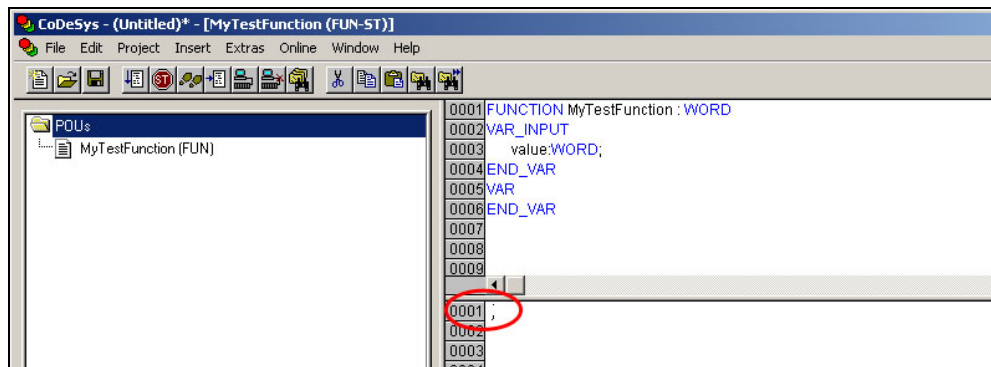 CoDeSys - (Untitled)* - [MyTestFunction (FUN-ST)]
File Edit Project Insert Extras Online Window Help
POUs
MyTestFunction (FUN)
0001 FUNCTION MyTestFunction : WORD
0002 VAR_INPUT
0003 value:WORD;
0004 END_VAR
0005 VAR
0006 END_VAR
0007
0008
0009
0001 ;
0002
0003